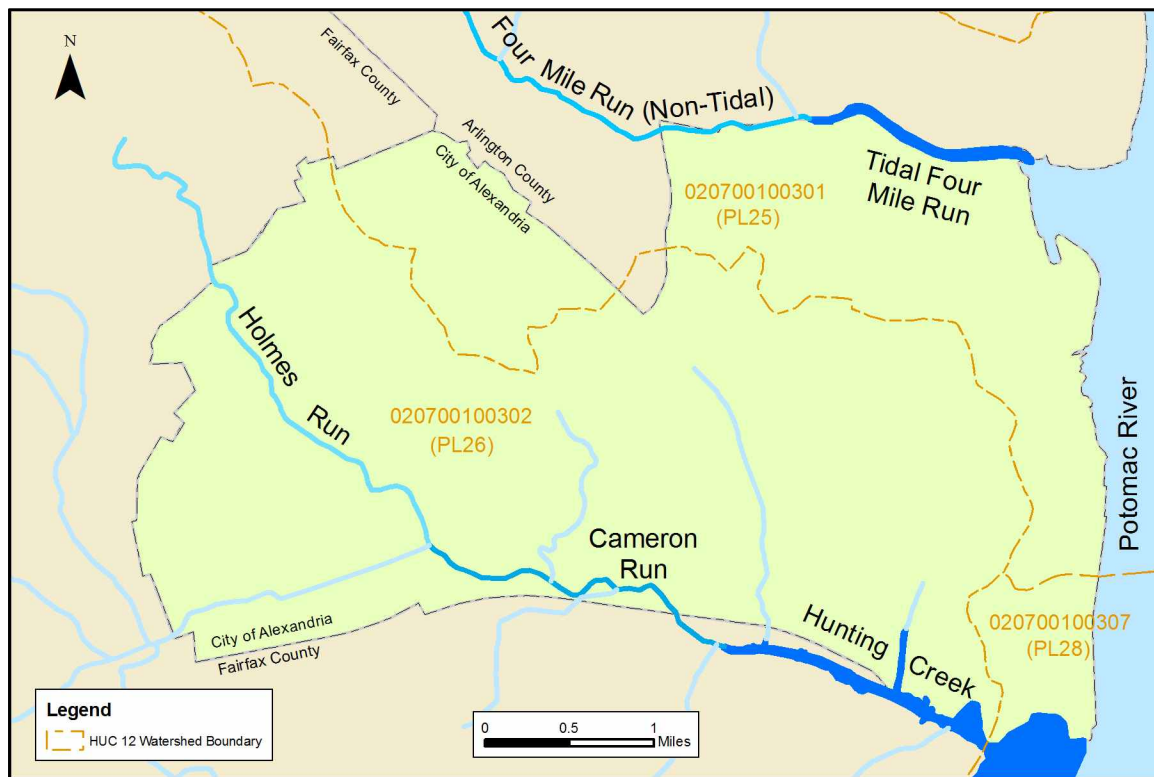 N
Fairfax County
Arlington County
City of Alexandria
Four Mile Run (Non-Tidal)
Tidal Four
Mile Run
020700100301
(PL25)
Holmes
Run
020700100302
(PL26)
Potomac River
Cameron
Run
Hunting
Creek
020700100307
(PL28)
City of Alexandria
Fairfax County
Legend
HUC 12 Watershed Boundary
0 0.5 1
Miles